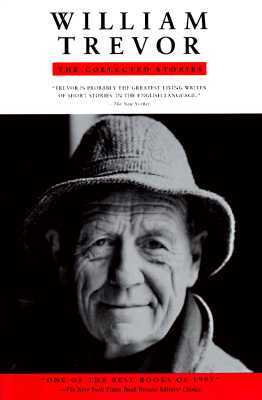 WILLIAM
TREVOR
THE COLLECTED STORIES
"TREVOR IS PROBABLY THE GREATEST LIVING WRITER
OF SHORT STORIES IN THE ENGLISH LANGUAGE."
—The New Yorker
"ONE OF THE BEST BOOKS OF 1993"
—The New York Times Book Review Editors' Choice